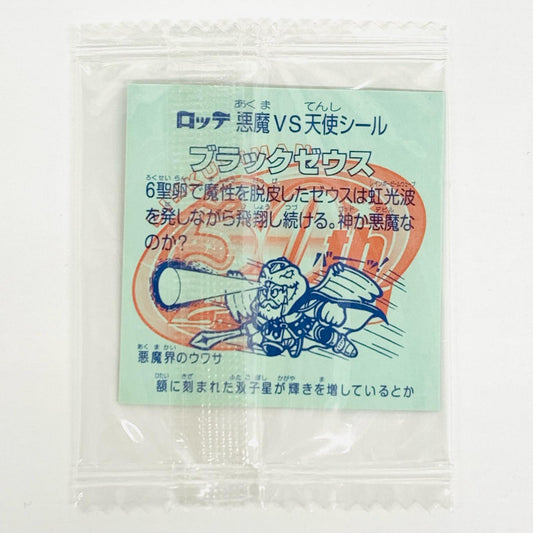 ロッテ 悪魔VS天使シール
ブラックゼウス
6聖卵で魔性を脱皮したゼウスは虹光波
を発しながら飛翔し続ける。神か悪魔な
のか?
バーーッ!
悪魔界のウワサ
額に刻まれた双子星が輝きを増しているとか